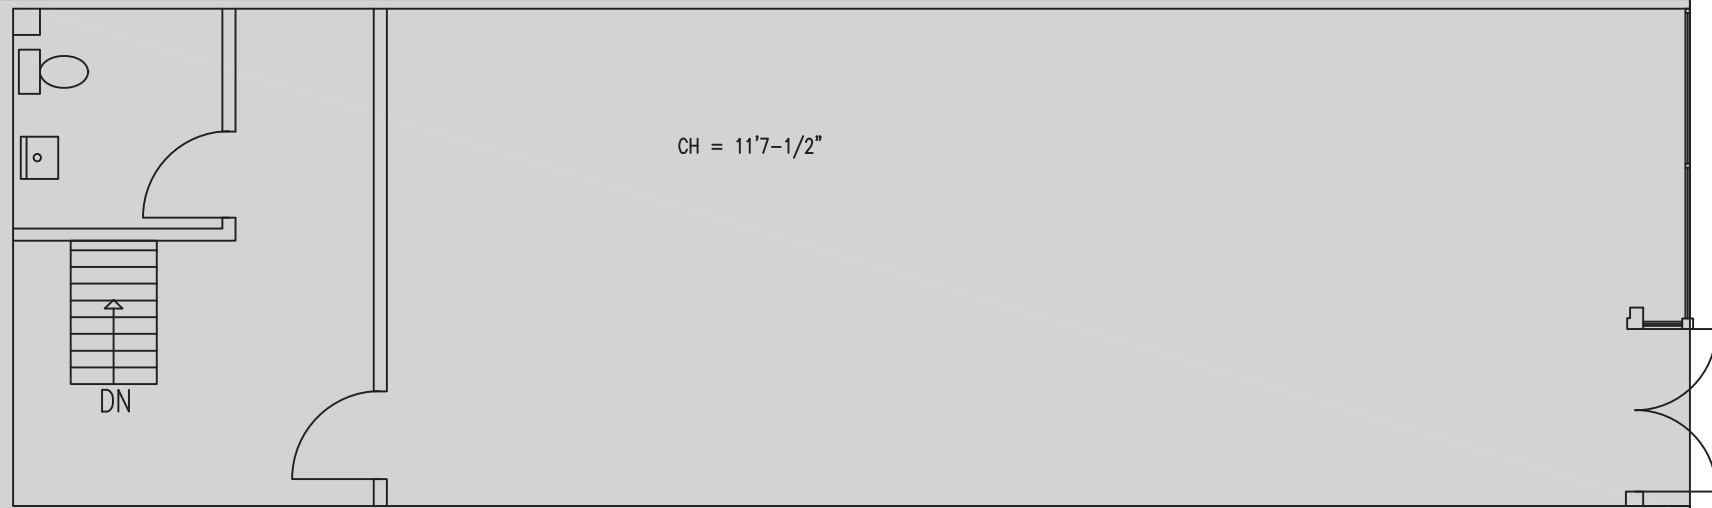 CH = 11'7-1/2"
DN